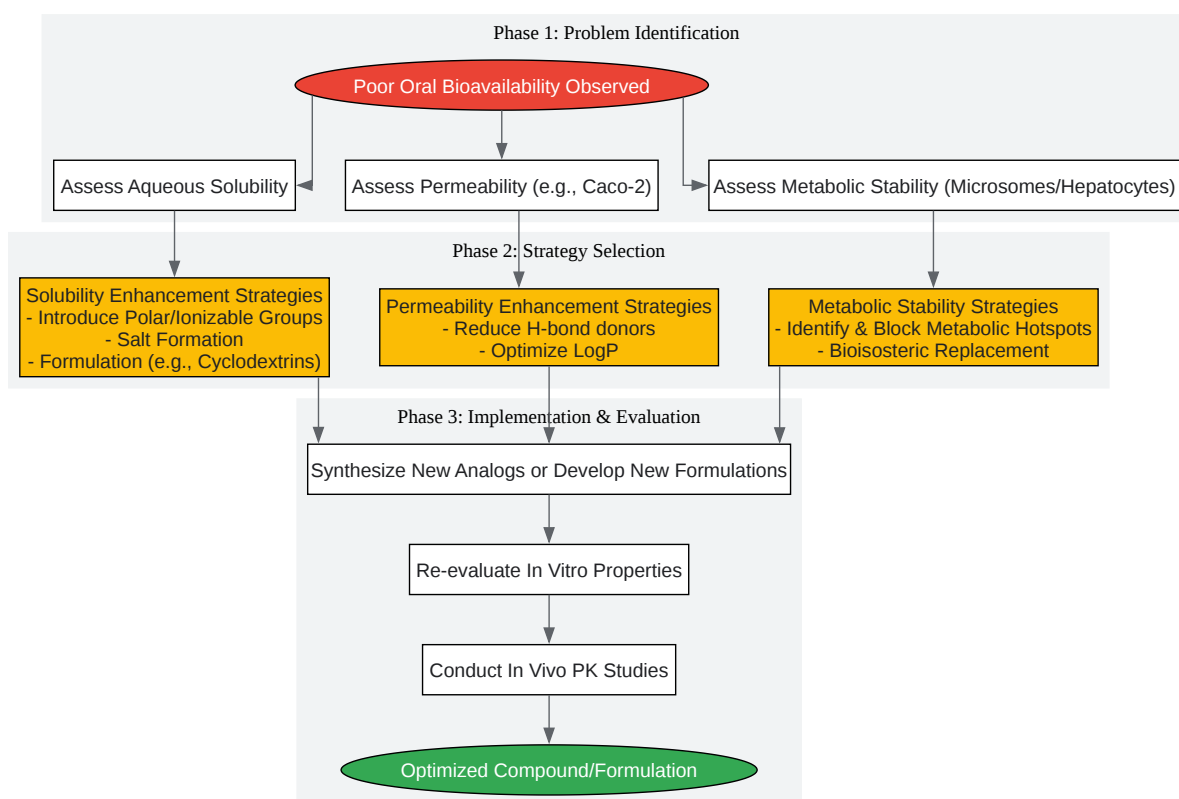 Phase 1: Problem Identification
Poor Oral Bioavailability Observed
Assess Aqueous Solubility
Assess Permeability (e.g., Caco-2)
Assess Metabolic Stability (Microsomes/Hepatocytes)
Phase 2: Strategy Selection
Solubility Enhancement Strategies
- Introduce Polar/Ionizable Groups
- Salt Formation
- Formulation (e.g., Cyclodextrins)
Permeability Enhancement Strategies
- Reduce H-bond donors
- Optimize LogP
Metabolic Stability Strategies
- Identify & Block Metabolic Hotspots
- Bioisosteric Replacement
Phase 3: Implementation & Evaluation
Synthesize New Analogs or Develop New Formulations
Re-evaluate In Vitro Properties
Conduct In Vivo PK Studies
Optimized Compound/Formulation